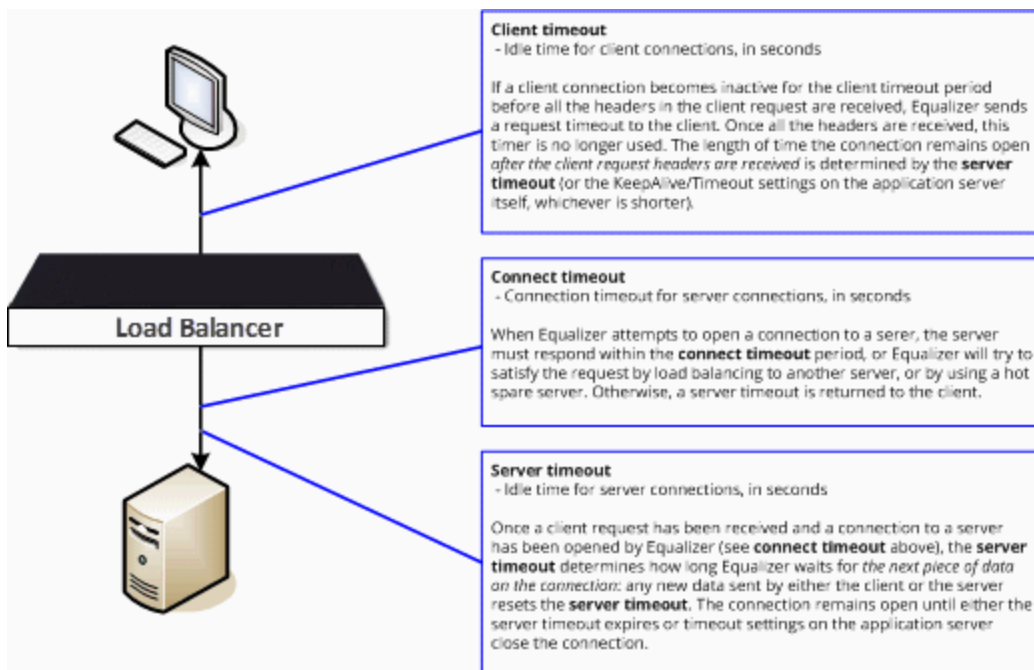 Client timeout
- Idle time for client connections, in seconds
If a client connection becomes inactive for the client timeout period
before all the headers in the client request are received, Equalizer sends
a request timeout to the client. Once all the headers are received, this
timer is no longer used. The length of time the connection remains open
after the client request headers are received is determined by the server
timeout (or the KeepAlive/Timeout settings on the application server
itself, whichever is shorter).
Load Balancer
Connect timeout
- Connection timeout for server connections, in seconds
When Equalizer attempts to open a connection to a serer, the server
must respond within the connect timeout period, or Equalizer will try to
satisfy the request by load balancing to another server, or by using a hot
spare server. Otherwise, a server timeout is returned to the client.
Server timeout
- Idle time for server connections, in seconds
Once a client request has been received and a connection to a server
has been opened by Equalizer (see connect timeout above), the server
timeout determines how long Equalizer waits for the next piece of data
on the connection: any new data sent by either the client or the server
resets the server timeout. The connection remains open until either the
server timeout expires or timeout settings on the application server
close the connection.